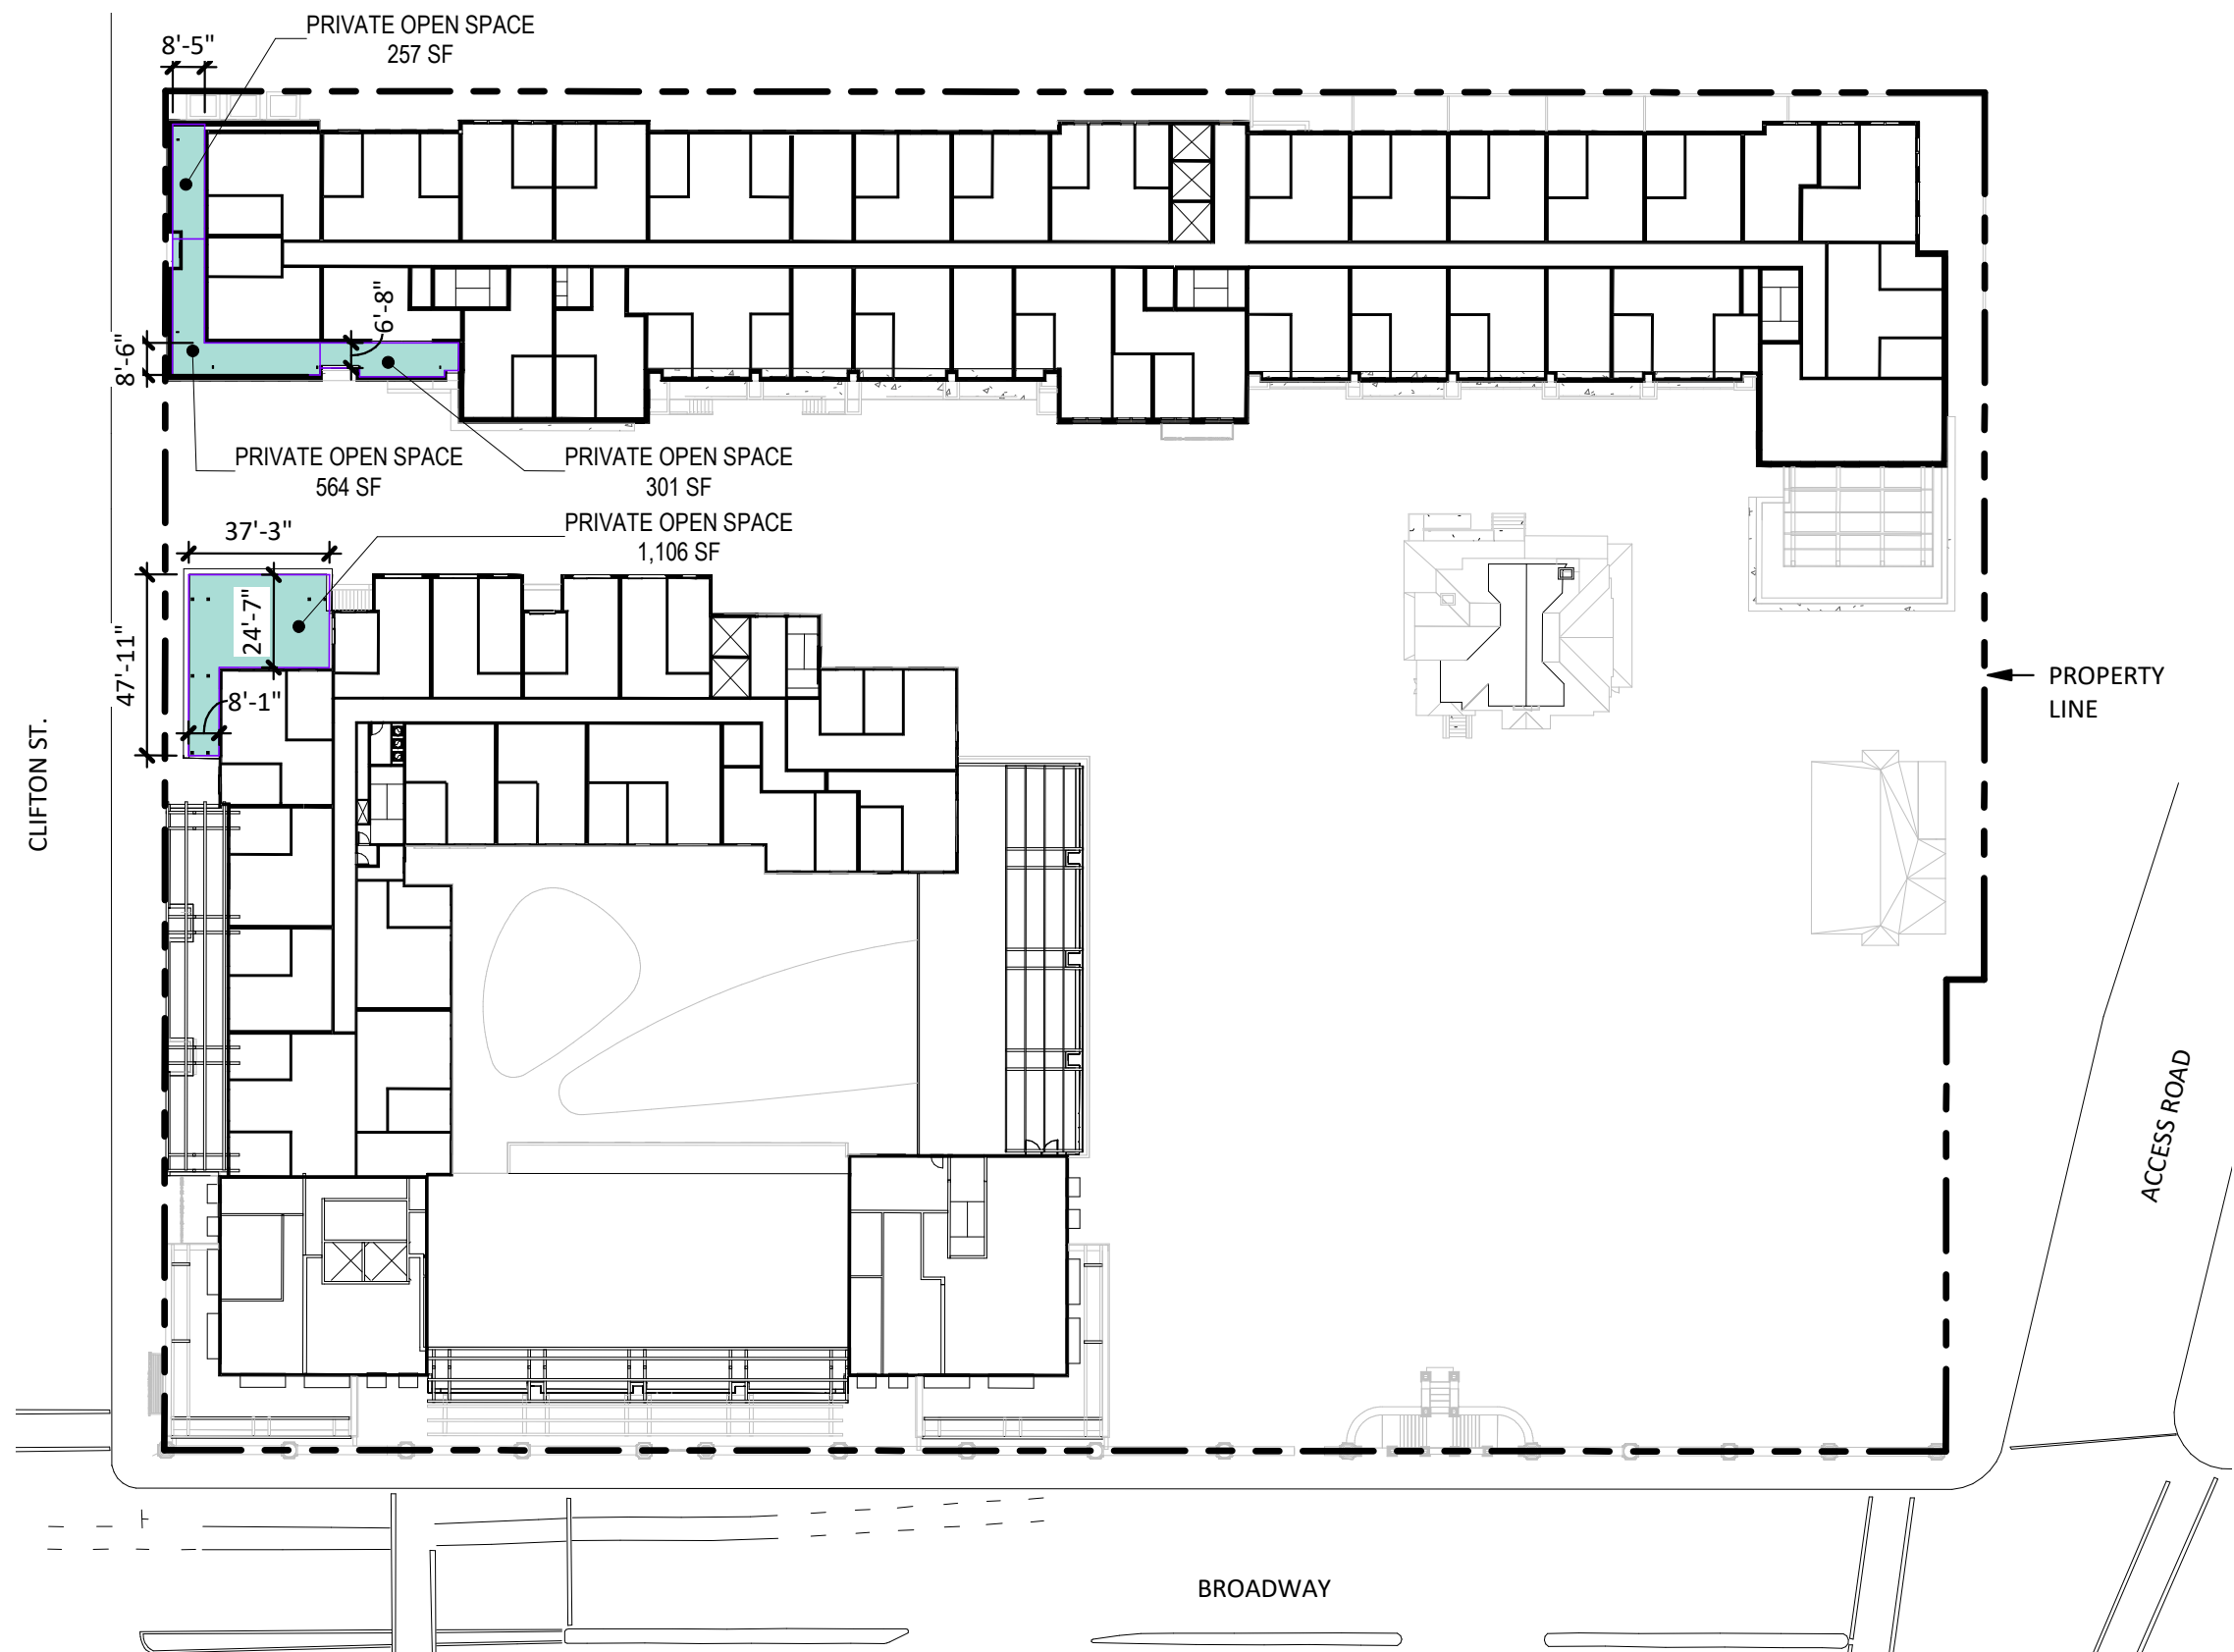 PRIVATE OPEN SPACE
257 SF
8'-5"
6'-8"
8'-6"
PRIVATE OPEN SPACE
564 SF
PRIVATE OPEN SPACE
301 SF
PRIVATE OPEN SPACE
1,106 SF
37'-3"
24'-7"
47'-11"
8'-1"
PROPERTY
LINE
CLIFTON ST.
ACCESS ROAD
BROADWAY